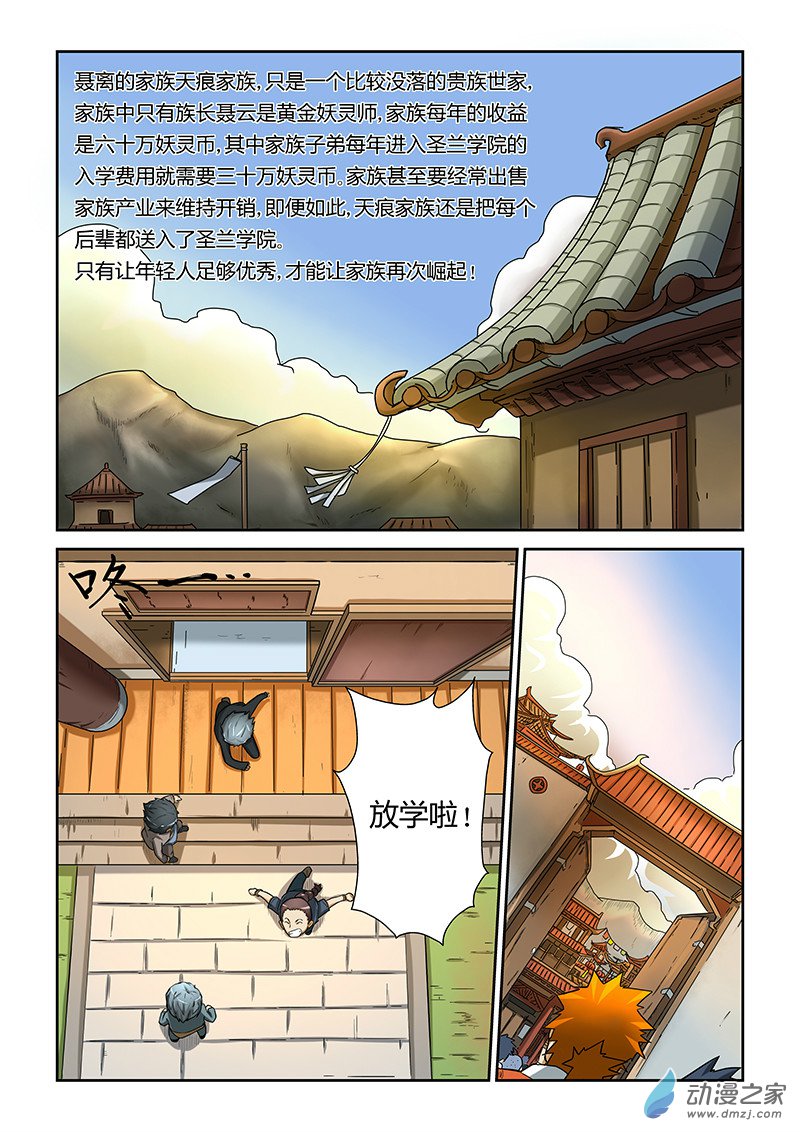 聂离的家族天痕家族,只是一个比较没落的贵族世家,
家族中只有族长聂云是黄金妖灵师,家族每年的收益
是六十万妖灵币,其中家族子弟每年进入圣兰学院的
入学费用就需要三十万妖灵币。家族甚至要经常出售
家族产业来维持开销,即便如此,天痕家族还是把每个
后辈都送入了圣兰学院。
只有让年轻人足够优秀,才能让家族再次崛起!
咚一…
放学啦!
动漫之家
www.dmzj.com